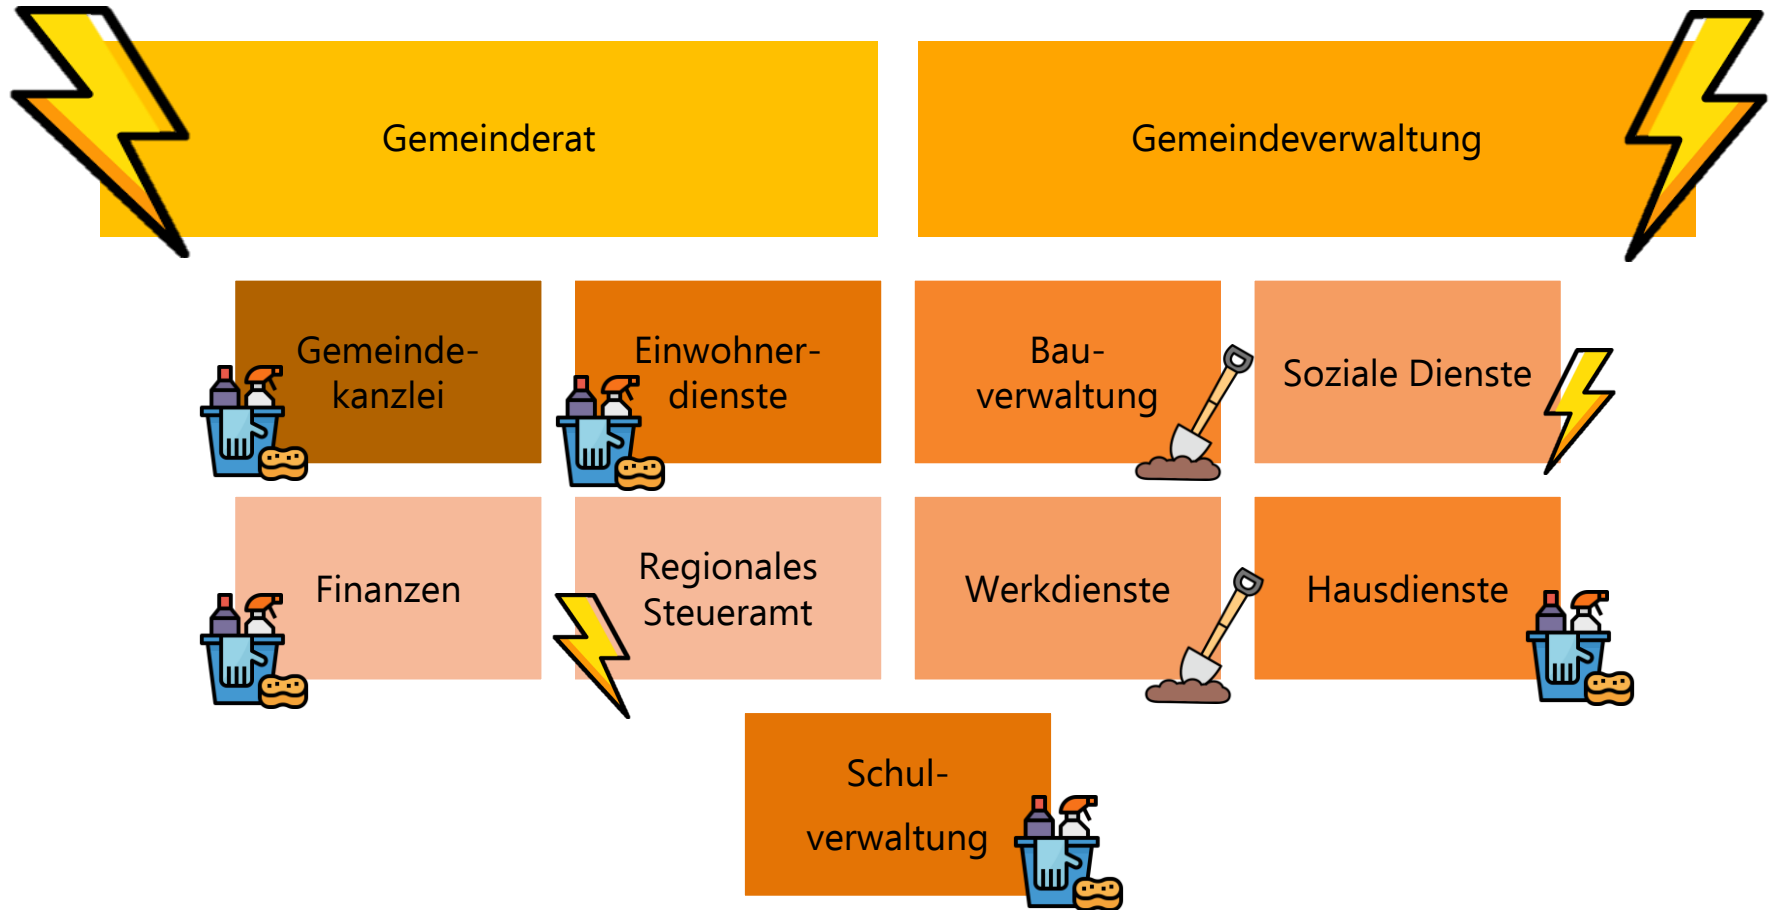 Gemeinderat
Gemeindeverwaltung
Gemeinde-
kanzlei
Einwohner-
dienste
Bau-
verwaltung
Soziale Dienste
Finanzen
Regionales
Steueramt
Werkdienste
Hausdienste
Schul-
verwaltung